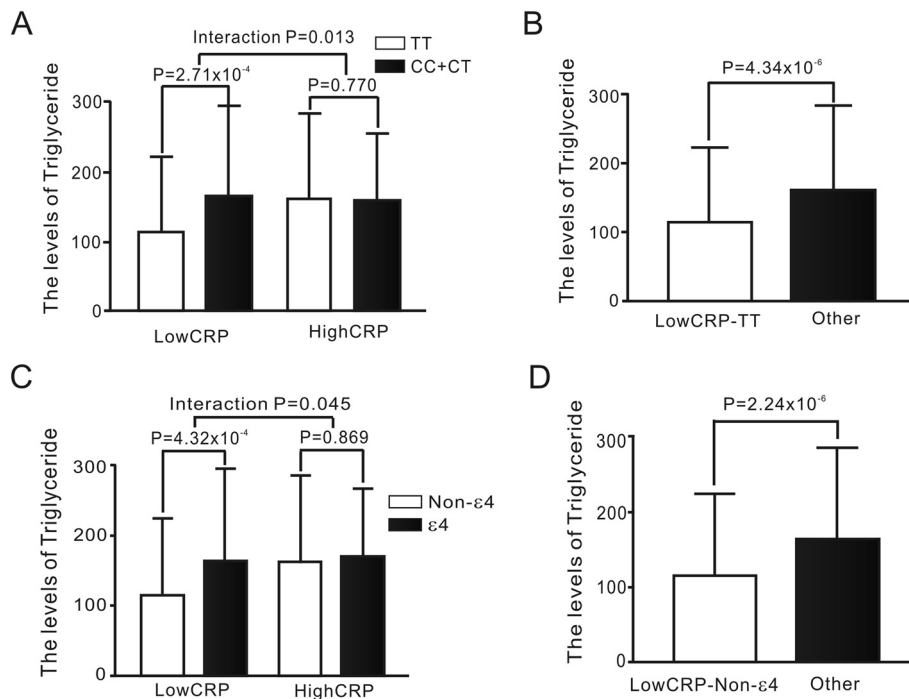 A
Interaction P=0.013
TT
CC+CT
P=2.71x10⁻⁴
P=0.770
The levels of Triglyceride
300
200
100
0
LowCRP
HighCRP
B
P=4.34x10⁻⁶
The levels of Triglyceride
300
200
100
0
LowCRP-TT
Other
C
Interaction P=0.045
P=4.32x10⁻⁴
P=0.869
Non-ε4
ε4
The levels of Triglyceride
300
200
100
0
LowCRP
HighCRP
D
P=2.24x10⁻⁶
The levels of Triglyceride
300
200
100
0
LowCRP-Non-ε4
Other